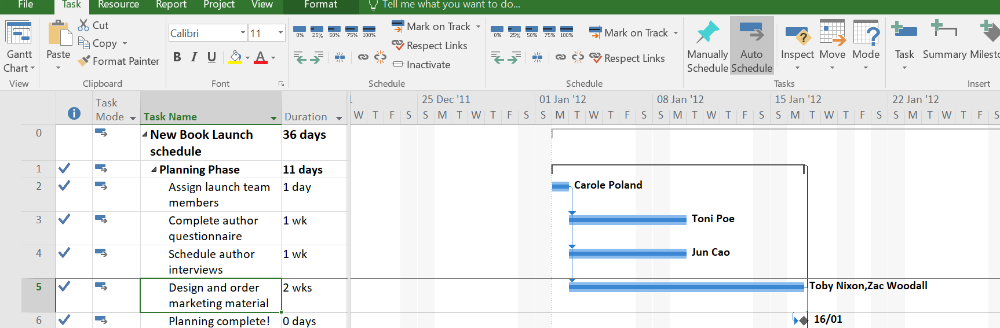 File Task Resource Report Project View Format Tell me what you want to do...
Cut
Copy
Format Painter
Paste
Gantt
Chart
View
Clipboard
Calibri 11
B I U A
Font
0% 25% 50% 75% 100%
Mark on Track
Respect Links
Inactivate
Schedule
0% 25% 50% 75% 100%
Mark on Track
Respect Links
Schedule
Manually
Schedule
Auto
Schedule
Inspect Move Mode
Tasks
Task Summary Milesto
Insert
Task
Mode
Task Name
Duration
25 Dec '11 01 Jan '12 08 Jan '12 15 Jan '12 22 Jan '12
W T F S S M T W T F S S M T W T F S S M T W T F S S M T W T F S S M T W T F S
0 New Book Launch 36 days
schedule
1 Planning Phase 11 days
2 Assign launch team 1 day Carole Poland
members
3 Complete author 1 wk Toni Poe
questionnaire
4 Schedule author 1 wk Jun Cao
interviews
5 Design and order 2 wks Toby Nixon,Zac Woodall
marketing material
6 Planning complete! 0 days 16/01